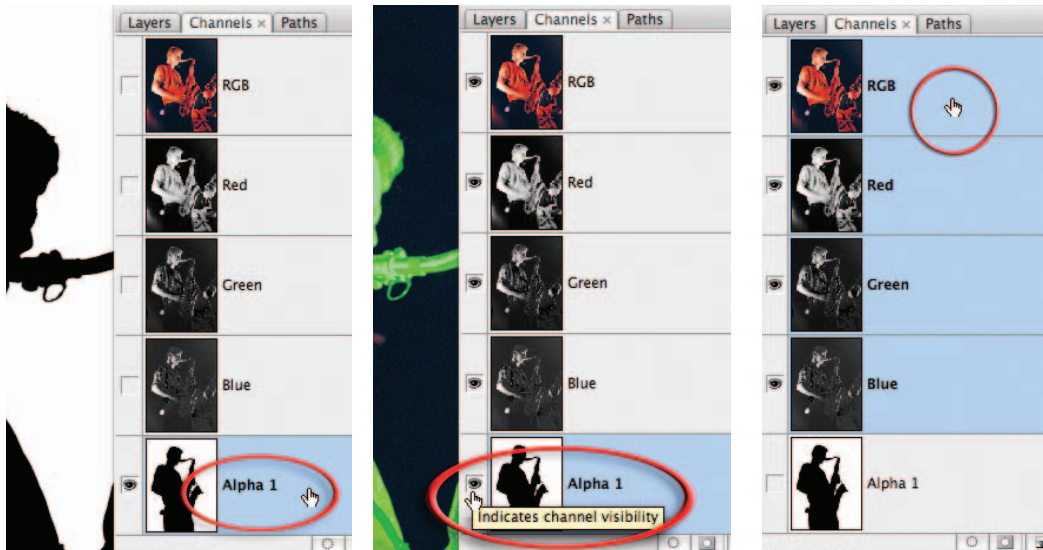 Layers Channels × Paths
RGB
Red
Green
Blue
Alpha 1
Layers Channels × Paths
RGB
Red
Green
Blue
Alpha 1
Indicates channel visibility
Layers Channels × Paths
RGB
Red
Green
Blue
Alpha 1